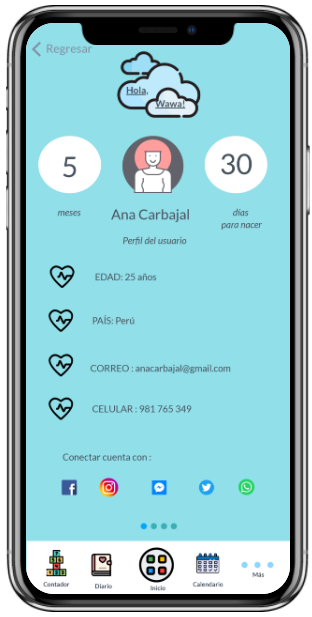 Regresar
Hola,
Wawa!
5
30
meses
Ana Carbajal
días
para nacer
Perfil del usuario
EDAD: 25 años
PAÍS: Perú
CORREO : anacarbajal@gmail.com
CELULAR : 981 765 349
Conectar cuenta con :
Contador
Diario
Inicio
Calendario
Más